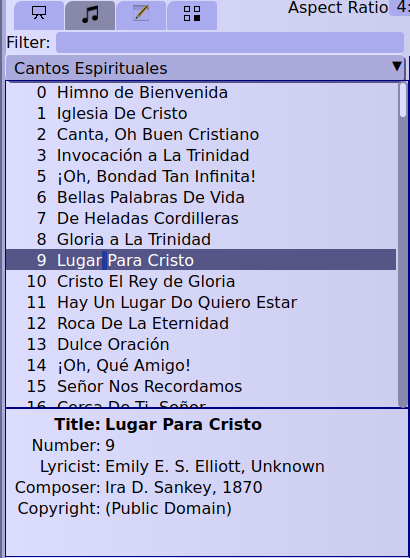 Aspect Ratio 4:
Filter:
Cantos Espirituales
0 Himno de Bienvenida
1 Iglesia De Cristo
2 Canta, Oh Buen Cristiano
3 Invocación a La Trinidad
5 ¡Oh, Bondad Tan Infinita!
6 Bellas Palabras De Vida
7 De Heladas Cordilleras
8 Gloria a La Trinidad
9 Lugar Para Cristo
10 Cristo El Rey de Gloria
11 Hay Un Lugar Do Quiero Estar
12 Roca De La Eternidad
13 Dulce Oración
14 ¡Oh, Qué Amigo!
15 Señor Nos Recordamos
16 Cerca De Ti, Señor
Title: Lugar Para Cristo
Number: 9
Lyricist: Emily E. S. Elliott, Unknown
Composer: Ira D. Sankey, 1870
Copyright: (Public Domain)